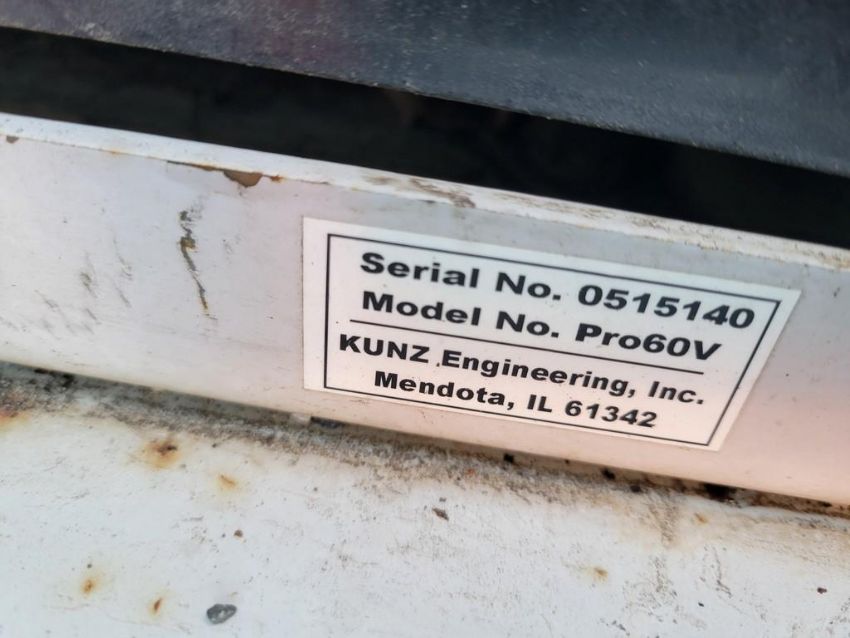 Serial No. 0515140
Model No. Pro60V
KUNZ Engineering, Inc.
Mendota, IL 61342